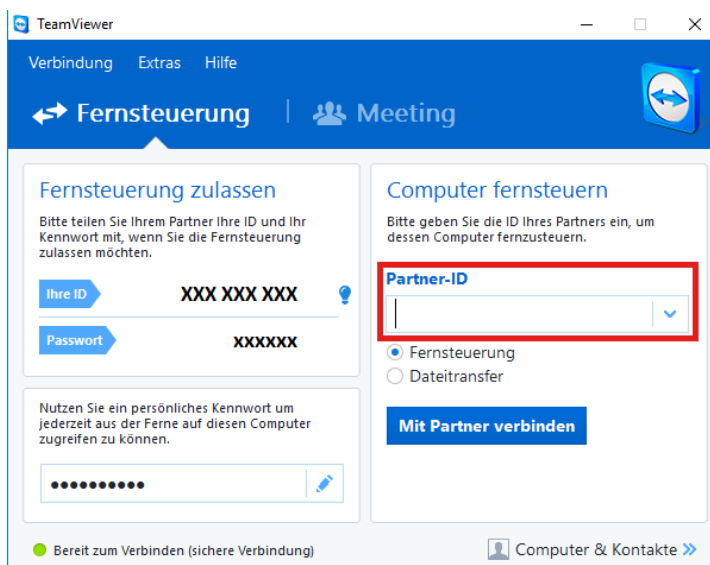 TeamViewer
Verbindung Extras Hilfe
Fernsteuerung Meeting
Fernsteuerung zulassen
Bitte teilen Sie Ihrem Partner Ihre ID und Ihr
Kennwort mit, wenn Sie die Fernsteuerung
zulassen möchten.
Ihre ID XXX XXX XXX
Passwort xxxxxx
Nutzen Sie ein persönliches Kennwort um
jederzeit aus der Ferne auf diesen Computer
zugreifen zu können.
Computer fernsteuern
Bitte geben Sie die ID Ihres Partners ein, um
dessen Computer fernzusteuern.
Partner-ID
Fernsteuerung
Dateitransfer
Mit Partner verbinden
Bereit zum Verbinden (sichere Verbindung)
Computer & Kontakte